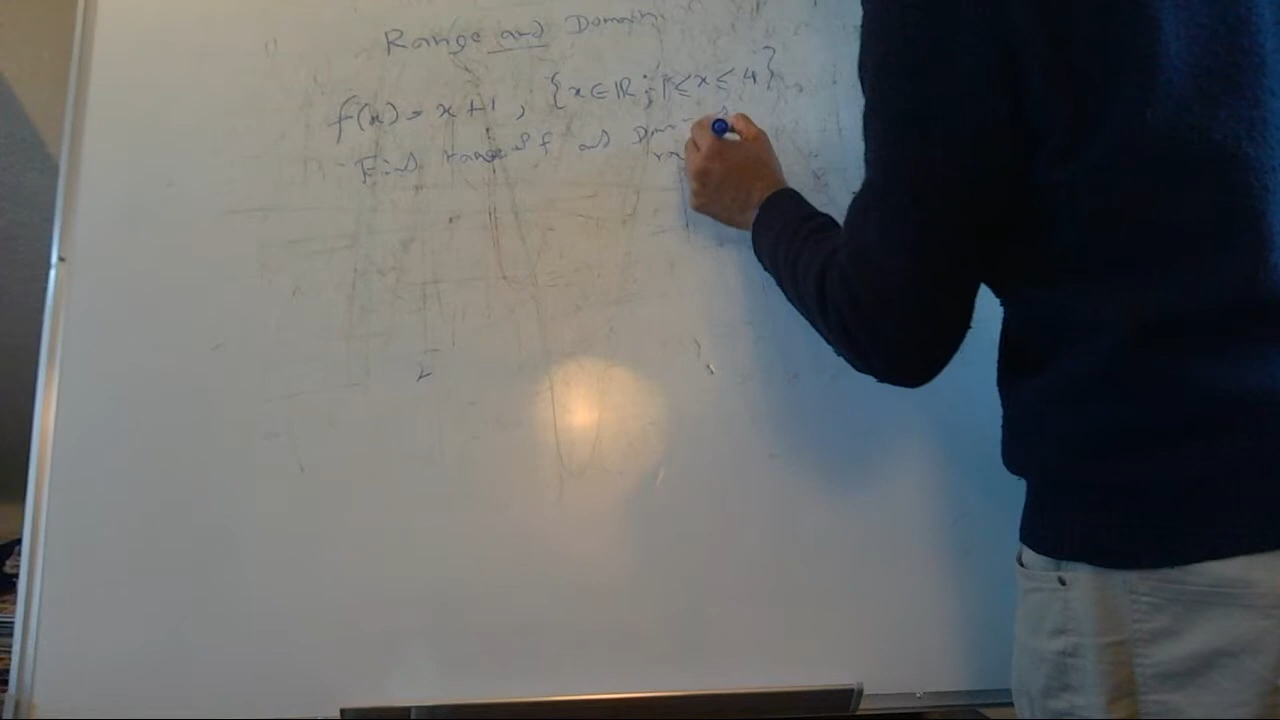 Range and Domain
f(x) = x+1 , {x ∈ ℝ ; 1 ≤ x ≤ 4}
Find range of f and